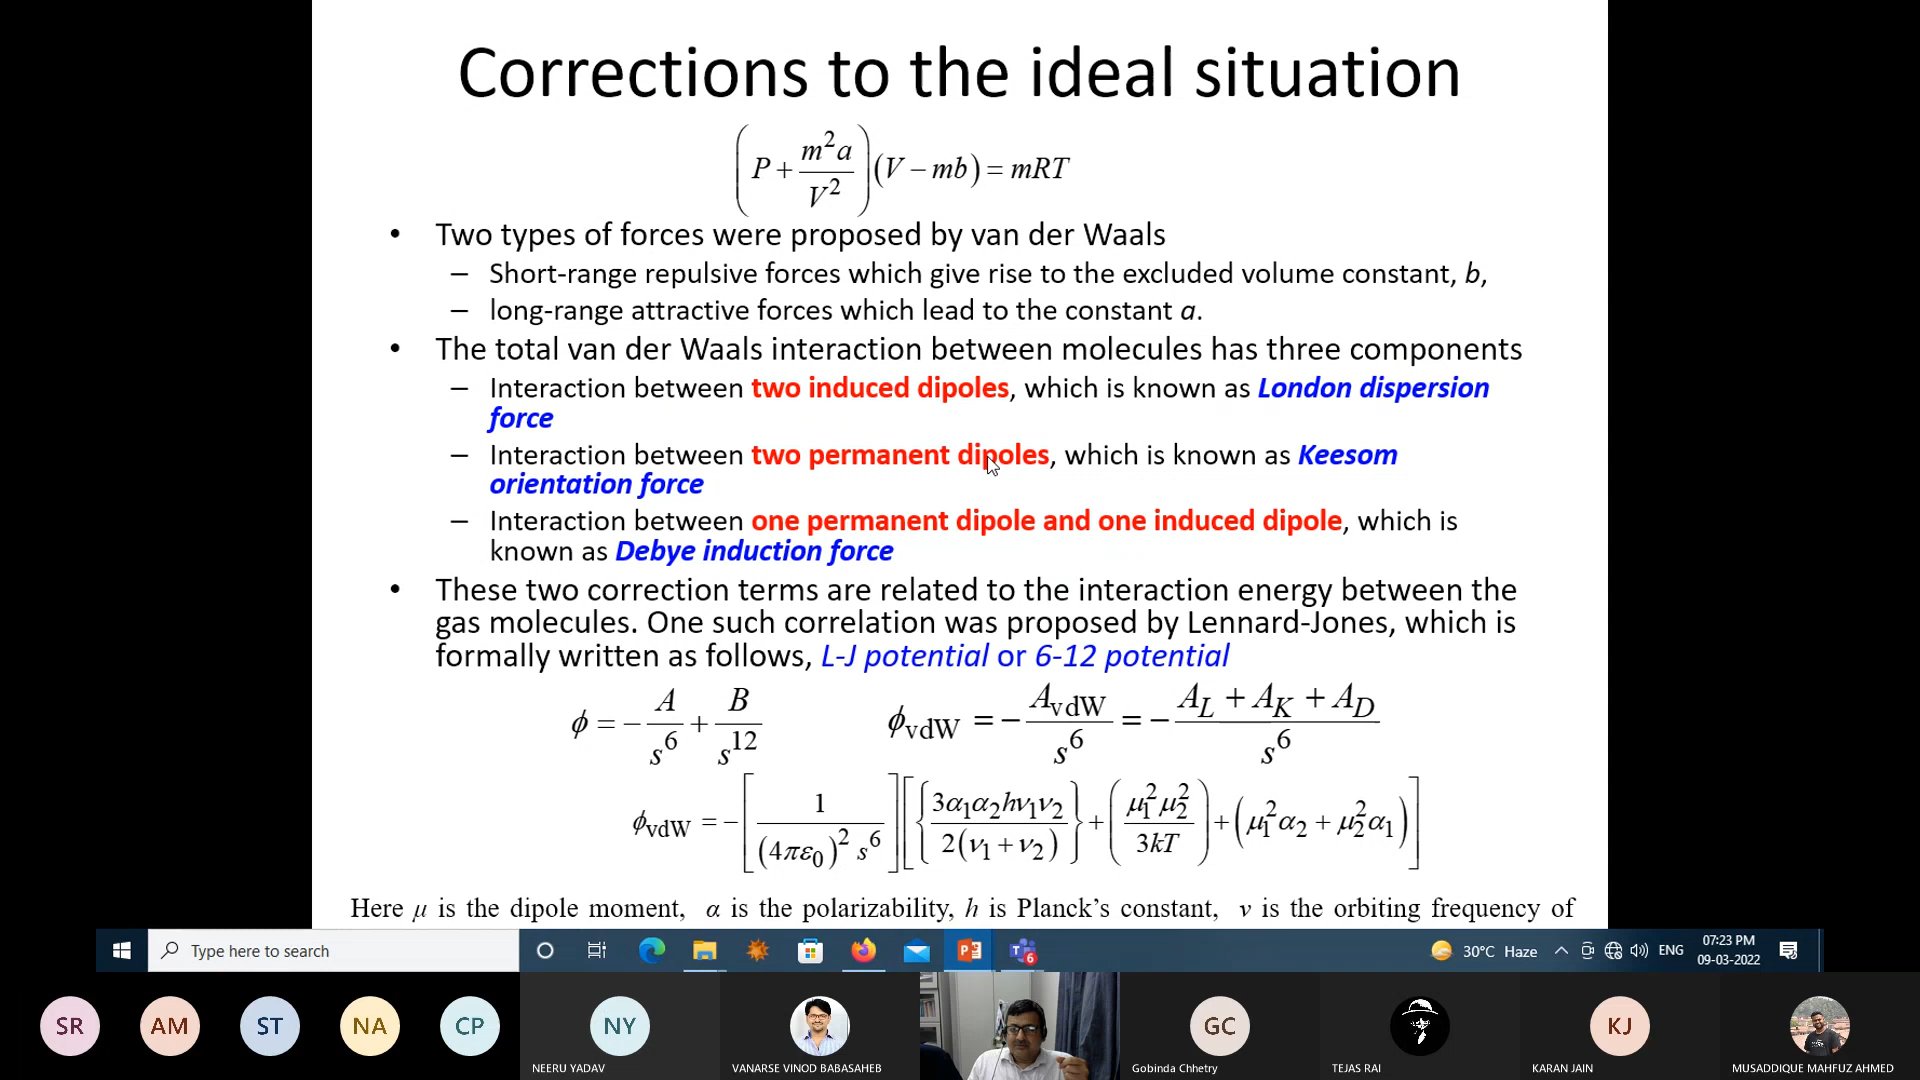 Corrections to the ideal situation
(P + m²a / V²)(V − mb) = mRT
• Two types of forces were proposed by van der Waals
– Short-range repulsive forces which give rise to the excluded volume constant, b,
– long-range attractive forces which lead to the constant a.
• The total van der Waals interaction between molecules has three components
– Interaction between two induced dipoles, which is known as London dispersion
force
– Interaction between two permanent dipoles, which is known as Keesom
orientation force
– Interaction between one permanent dipole and one induced dipole, which is
known as Debye induction force
• These two correction terms are related to the interaction energy between the
gas molecules. One such correlation was proposed by Lennard-Jones, which is
formally written as follows, L-J potential or 6-12 potential
ϕ = − A/s⁶ + B/s¹² ϕvdW = − AvdW/s⁶ = − (AL + AK + AD)/s⁶
ϕvdW = −[1/((4πε₀)² s⁶)][{3α₁α₂hν₁ν₂ / 2(ν₁ + ν₂)} + (μ₁²μ₂² / 3kT) + (μ₁²α₂ + μ₂²α₁)]
Here μ is the dipole moment, α is the polarizability, h is Planck's constant, ν is the orbiting frequency of
Type here to search 6 30°C Haze ENG 07:23 PM
09-03-2022
SR AM ST NA CP NY GC KJ
NEERU YADAV VANARSE VINOD BABASAHEB Gobinda Chhetry TEJAS RAI KARAN JAIN MUSADDIQUE MAHFUZ AHMED